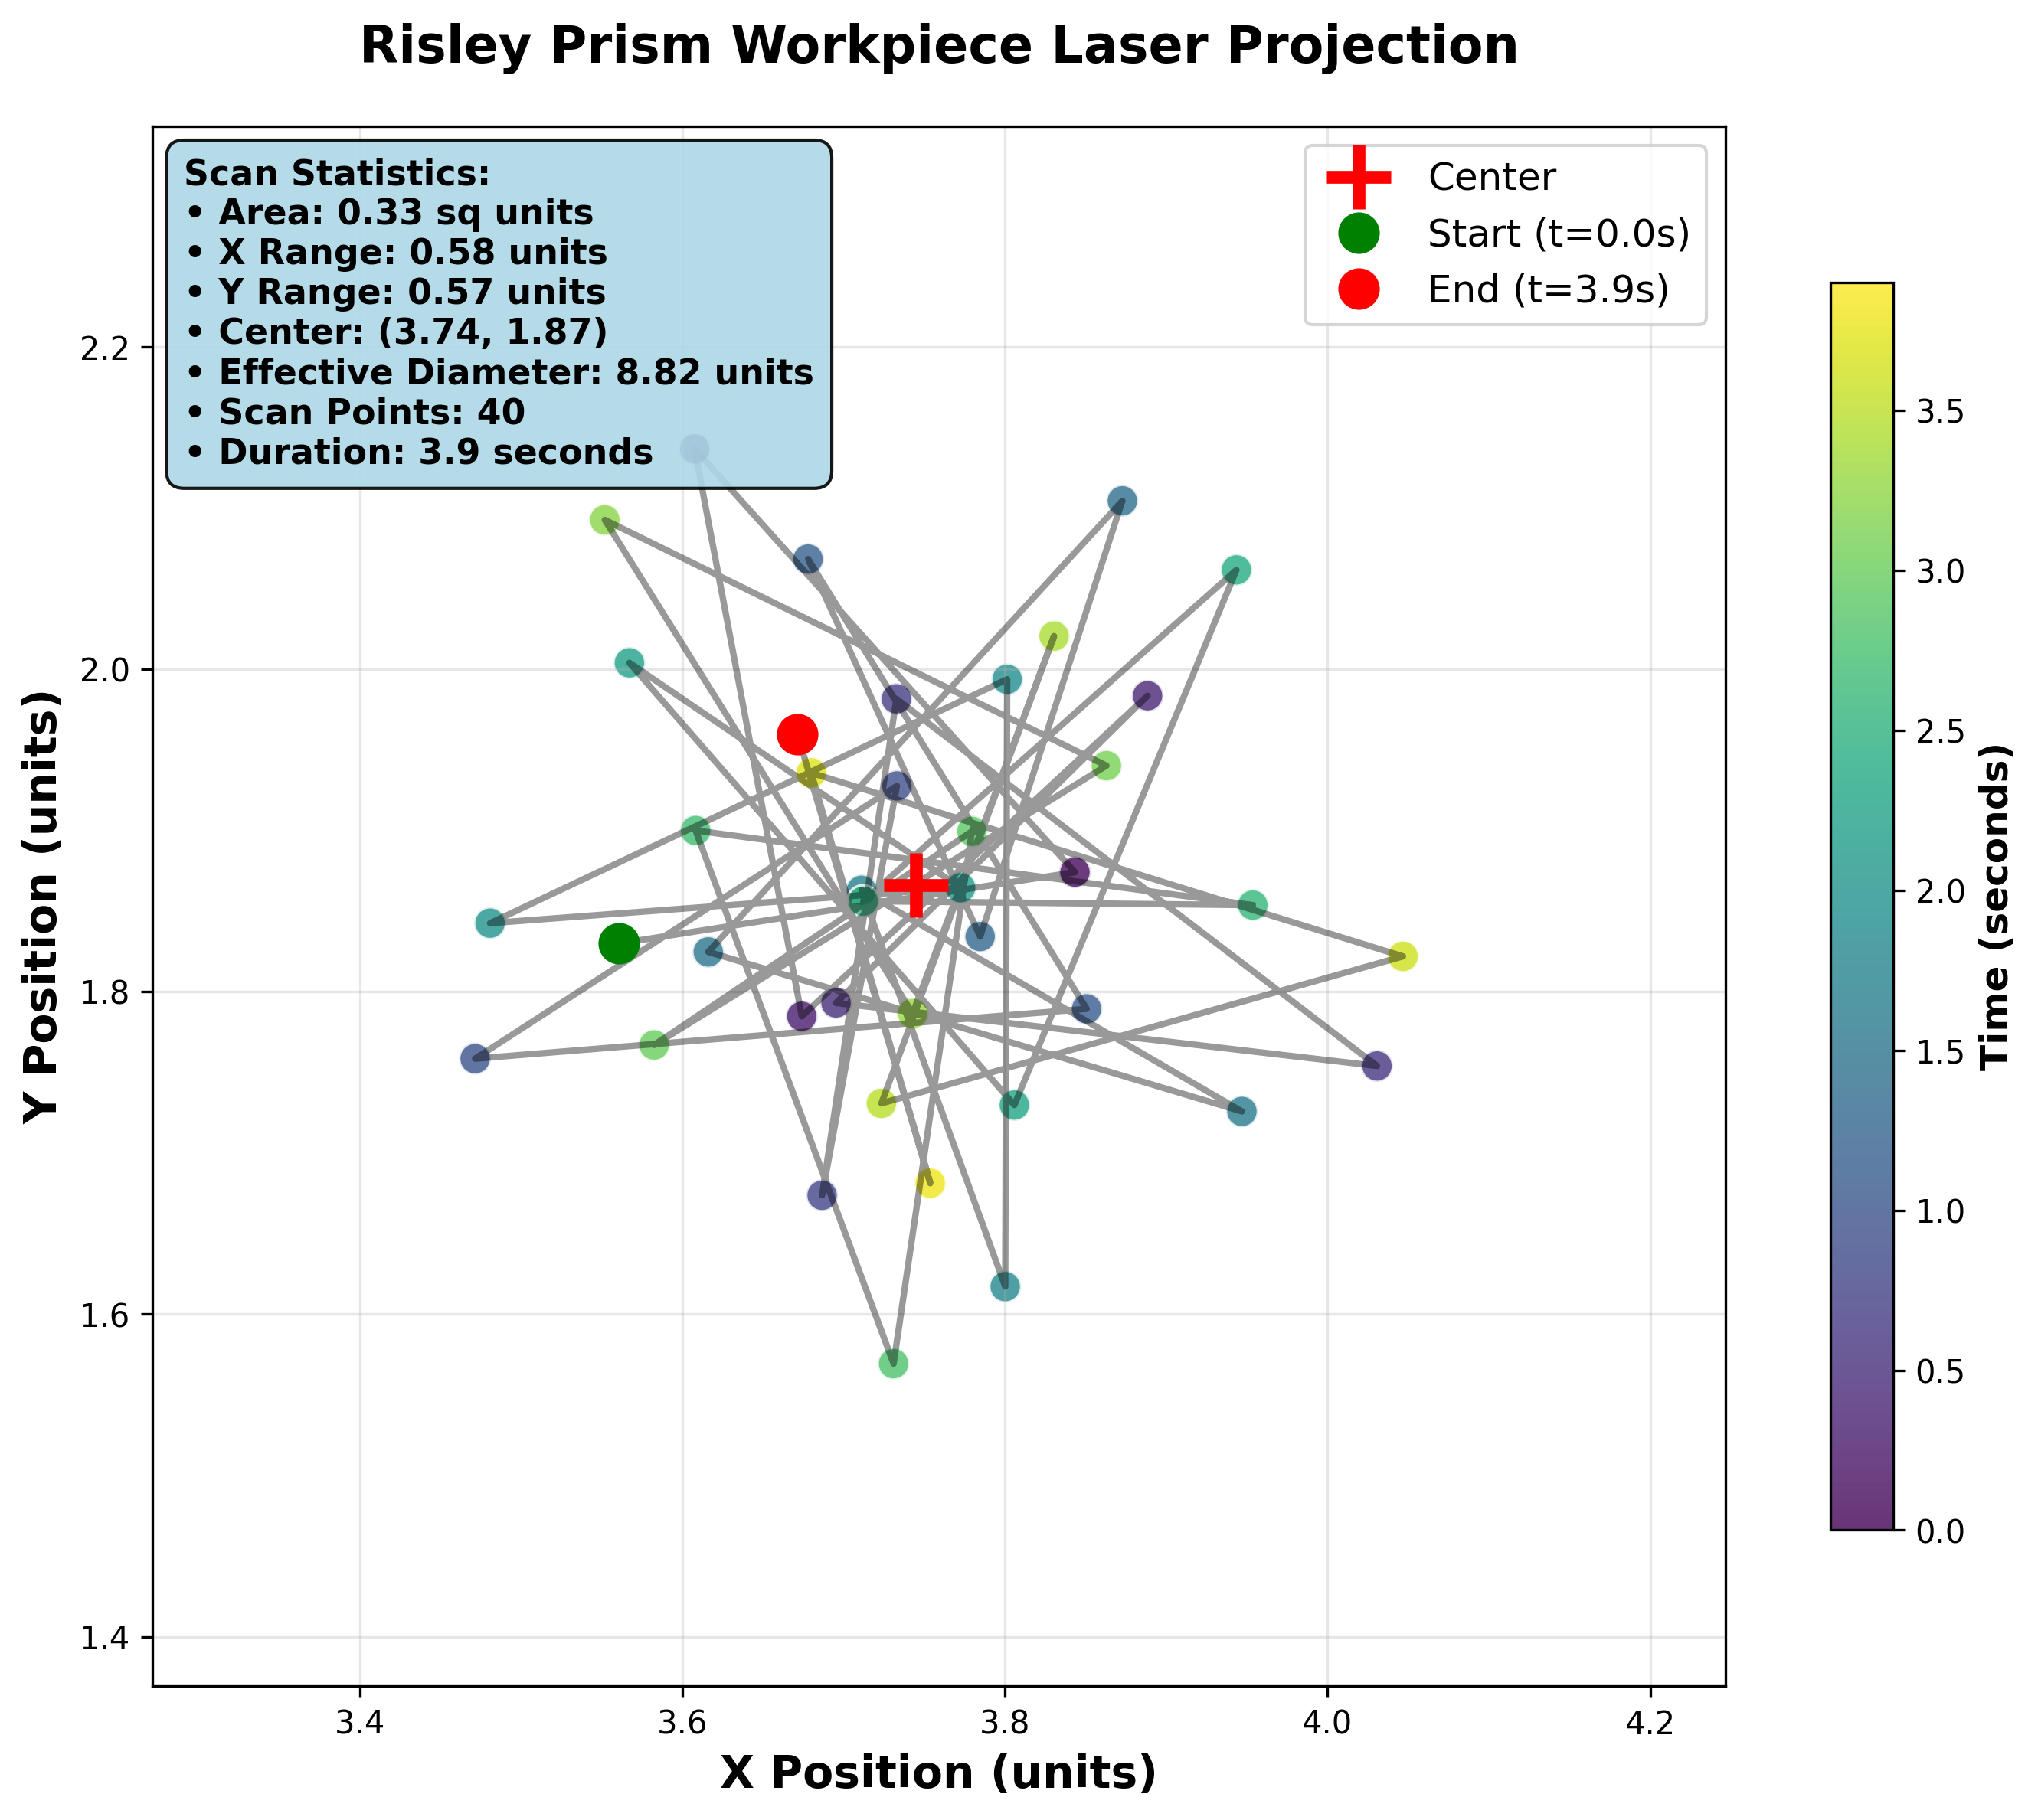 Risley Prism Workpiece Laser Projection
Scan Statistics:
• Area: 0.33 sq units
• X Range: 0.58 units
• Y Range: 0.57 units
• Center: (3.74, 1.87)
• Effective Diameter: 8.82 units
• Scan Points: 40
• Duration: 3.9 seconds
Center
Start (t=0.0s)
End (t=3.9s)
Y Position (units)
2.2
2.0
1.8
1.6
1.4
3.4
3.6
3.8
4.0
4.2
X Position (units)
3.5
3.0
2.5
2.0
1.5
1.0
0.5
0.0
Time (seconds)